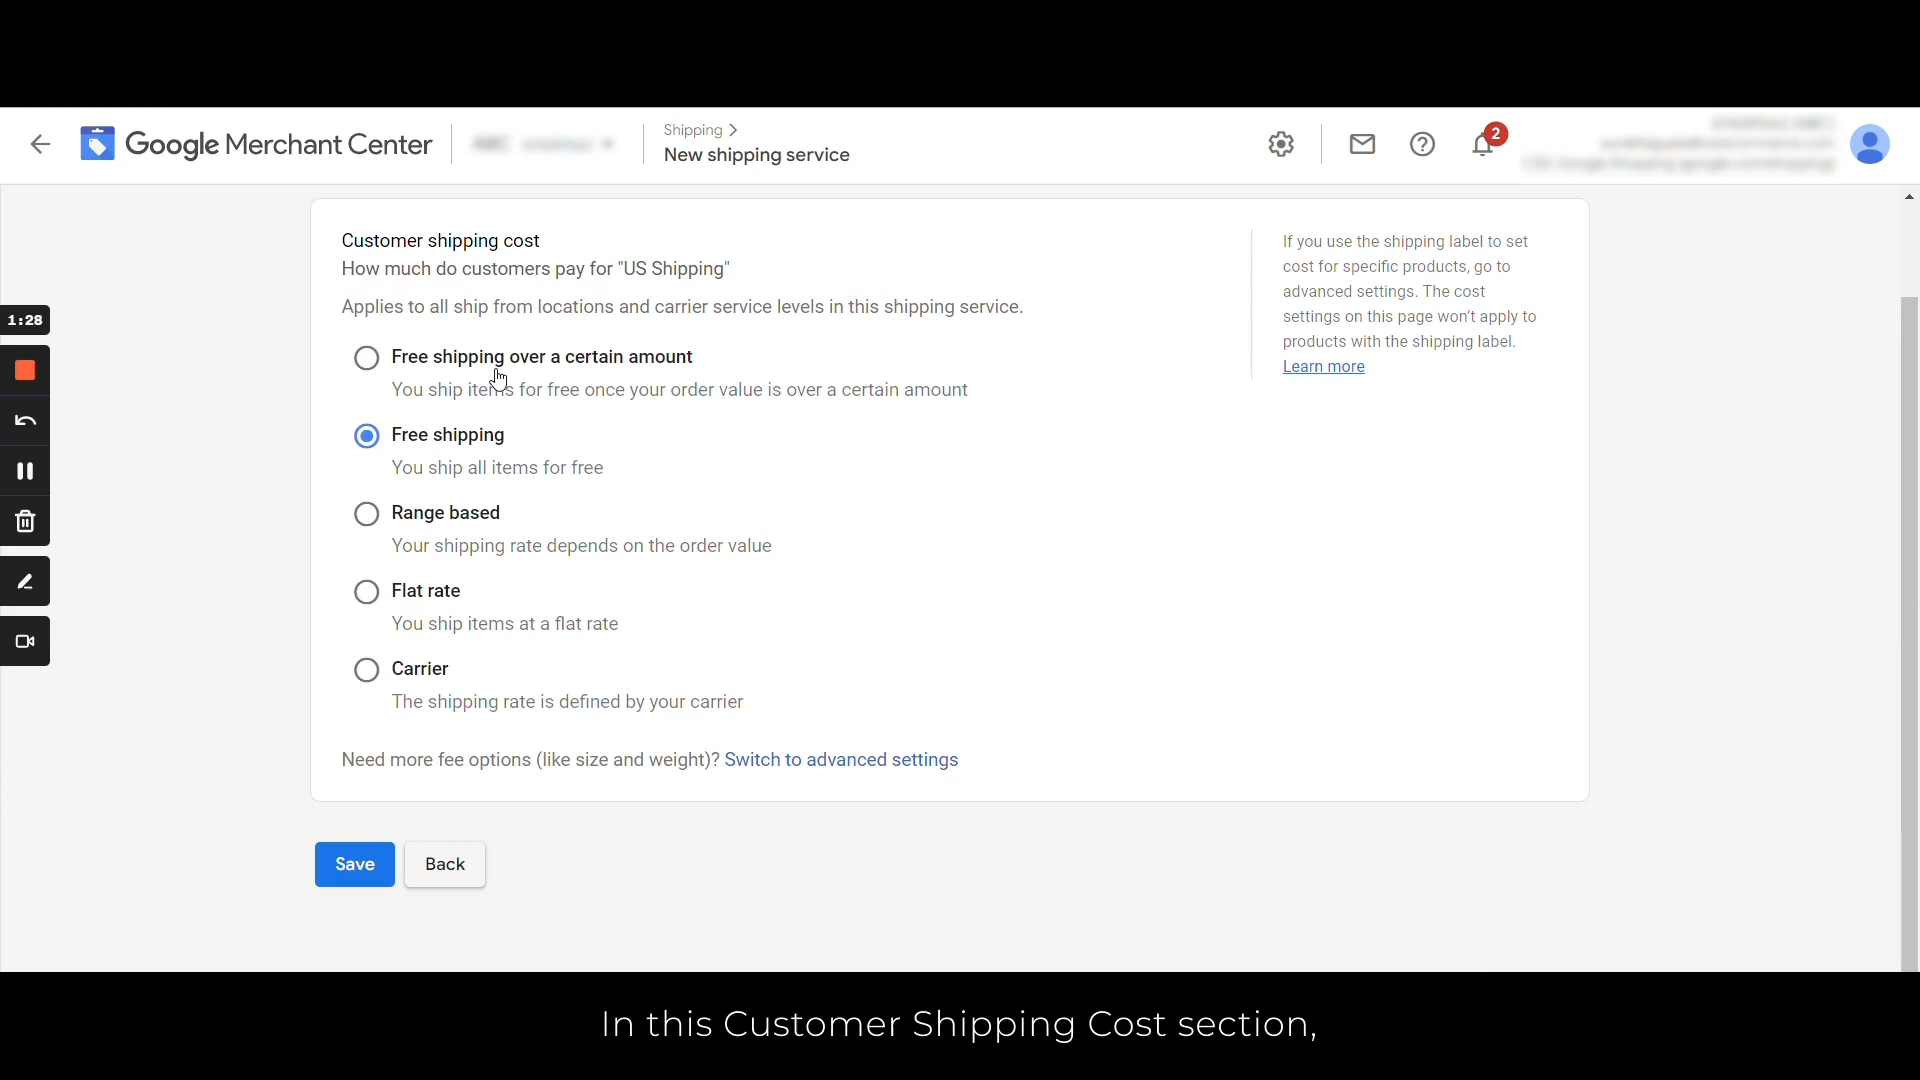 Google Merchant Center
Shipping >
New shipping service
2
Customer shipping cost
How much do customers pay for "US Shipping"
Applies to all ship from locations and carrier service levels in this shipping service.
Free shipping over a certain amount
You ship items for free once your order value is over a certain amount
Free shipping
You ship all items for free
Range based
Your shipping rate depends on the order value
Flat rate
You ship items at a flat rate
Carrier
The shipping rate is defined by your carrier
Need more fee options (like size and weight)? Switch to advanced settings
If you use the shipping label to set
cost for specific products, go to
advanced settings. The cost
settings on this page won't apply to
products with the shipping label.
Learn more
1:28
Save
Back
In this Customer Shipping Cost section,